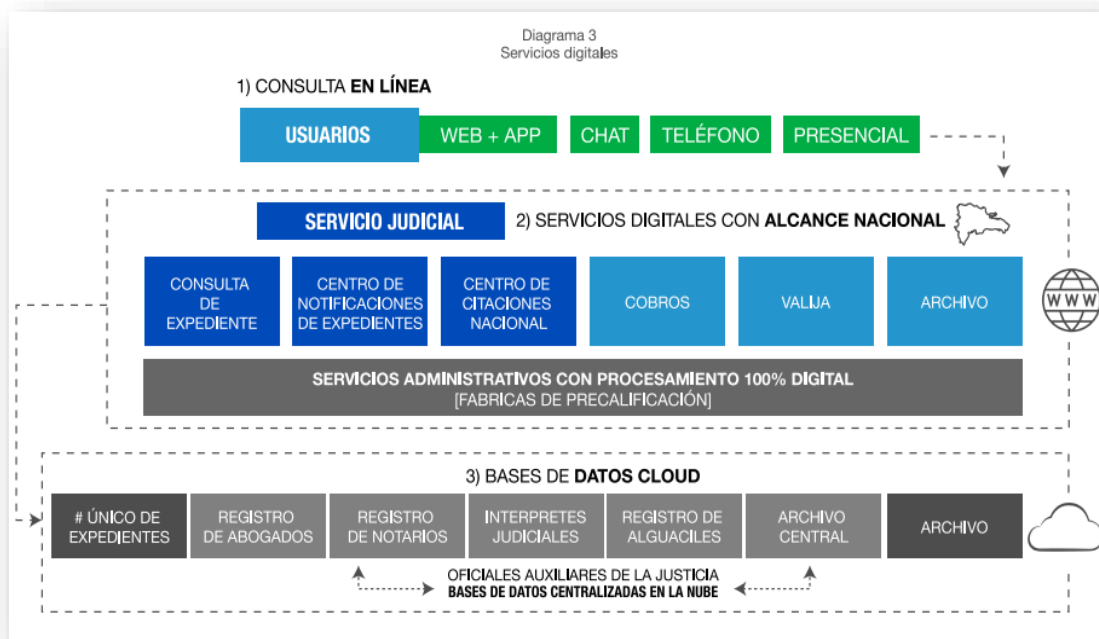 Diagrama 3
Servicios digitales
1) CONSULTA EN LÍNEA
USUARIOS
WEB + APP
CHAT
TELÉFONO
PRESENCIAL
SERVICIO JUDICIAL
2) SERVICIOS DIGITALES CON ALCANCE NACIONAL
CONSULTA
DE
EXPEDIENTE
CENTRO DE
NOTIFICACIONES
DE EXPEDIENTES
CENTRO DE
CITACIONES
NACIONAL
COBROS
VALIJA
ARCHIVO
WWW
SERVICIOS ADMINISTRATIVOS CON PROCESAMIENTO 100% DIGITAL
[FABRICAS DE PRECALIFICACIÓN]
3) BASES DE DATOS CLOUD
# ÚNICO DE
EXPEDIENTES
REGISTRO
DE ABOGADOS
REGISTRO
DE NOTARIOS
INTERPRETES
JUDICIALES
REGISTRO DE
ALGUACILES
ARCHIVO
CENTRAL
ARCHIVO
OFICIALES AUXILIARES DE LA JUSTICIA
BASES DE DATOS CENTRALIZADAS EN LA NUBE